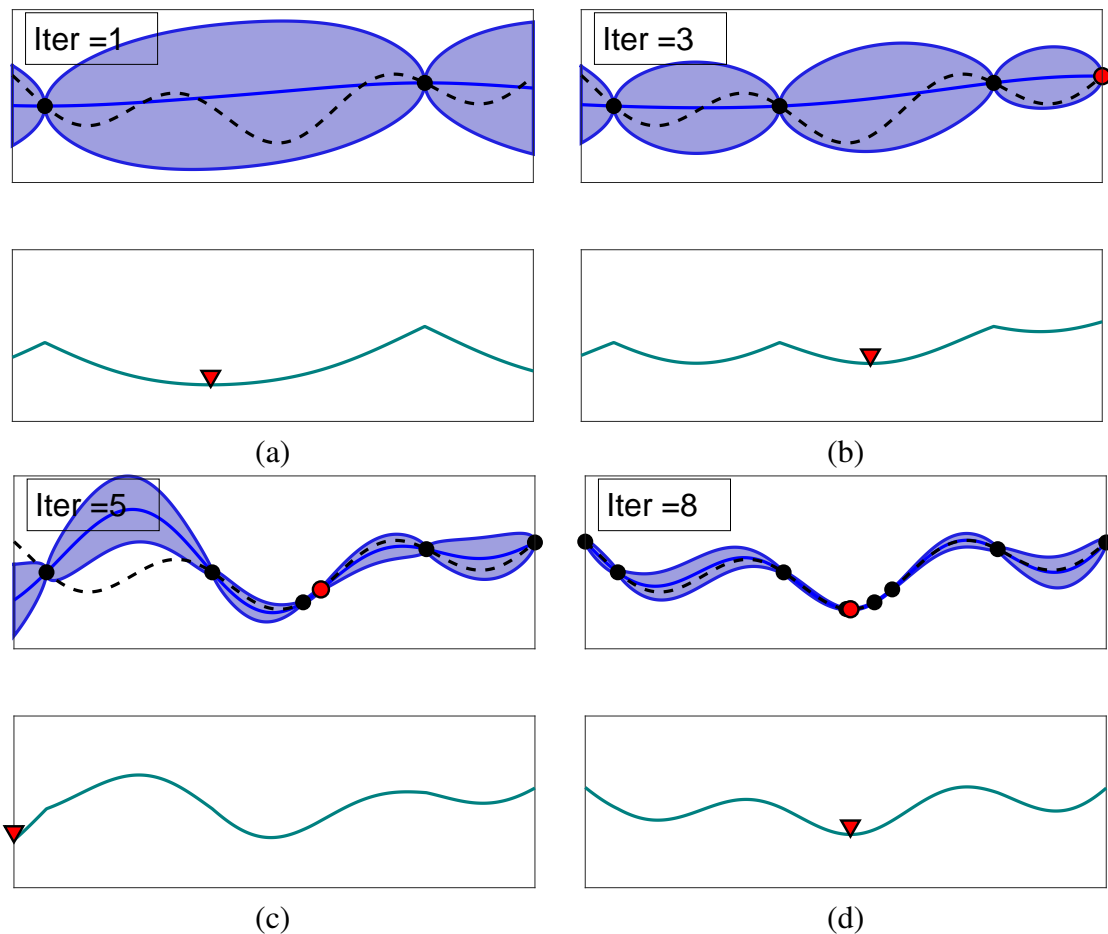 Iter =1
Iter =3
(a)
(b)
Iter =5
Iter =8
(c)
(d)